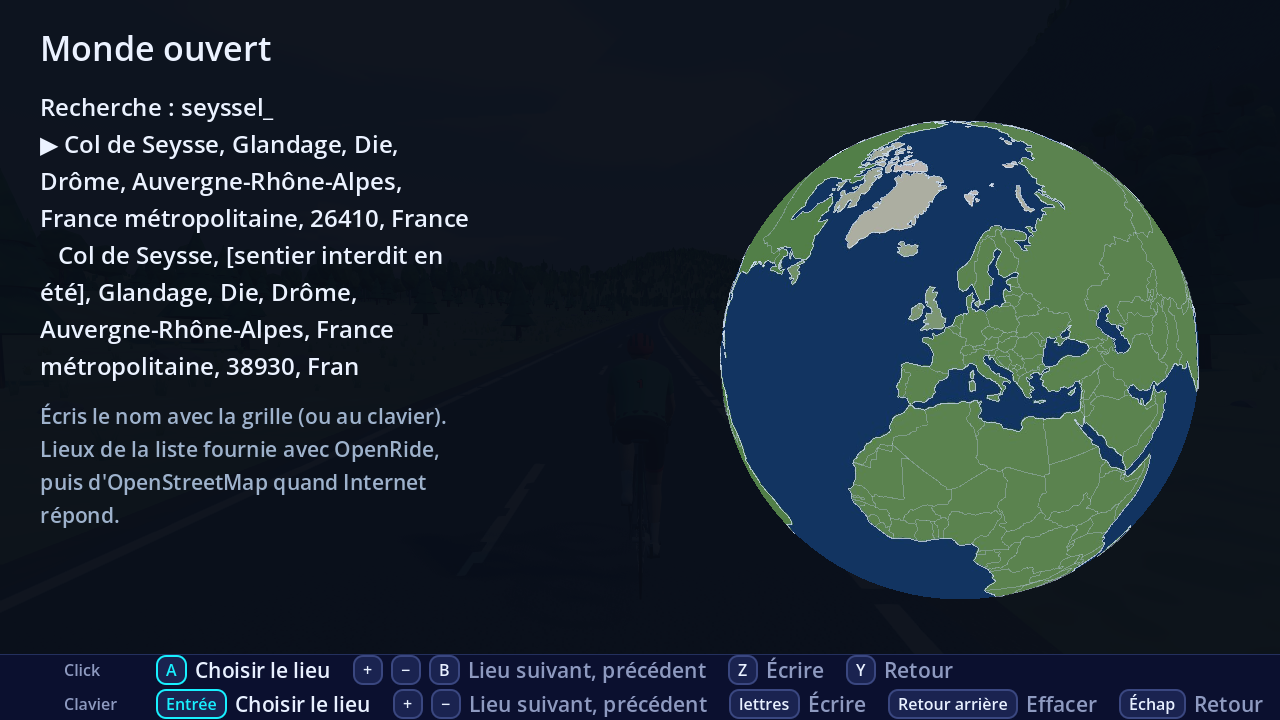 Monde ouvert
Recherche : seyssel_
▶ Col de Seysse, Glandage, Die,
Drôme, Auvergne-Rhône-Alpes,
France métropolitaine, 26410, France
Col de Seysse, [sentier interdit en
été], Glandage, Die, Drôme,
Auvergne-Rhône-Alpes, France
métropolitaine, 38930, Fran
Écris le nom avec la grille (ou au clavier).
Lieux de la liste fournie avec OpenRide,
puis d'OpenStreetMap quand Internet
répond.
Click A Choisir le lieu + − B Lieu suivant, précédent Z Écrire Y Retour
Clavier Entrée Choisir le lieu + − Lieu suivant, précédent lettres Écrire Retour arrière Effacer Échap Retour